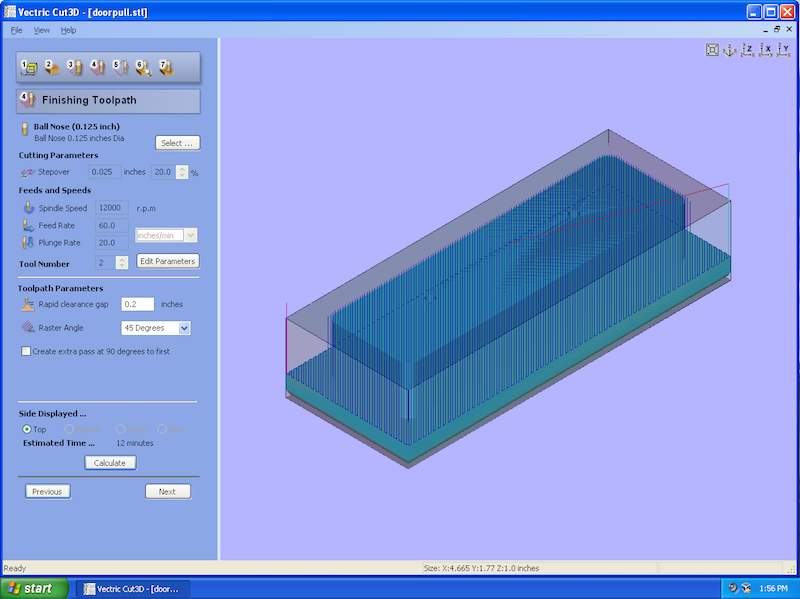 Vectric Cut3D - [doorpull.stl]
File View Help
1 2 3 4 5 6 7
4 Finishing Toolpath
Ball Nose (0.125 inch)
Ball Nose 0.125 inches Dia
Select ...
Cutting Parameters
Stepover 0.025 inches 20.0 %
Feeds and Speeds
Spindle Speed 12000 r.p.m
Feed Rate 60.0
inches/min
Plunge Rate 20.0
Tool Number 2 Edit Parameters
Toolpath Parameters
Rapid clearance gap 0.2 inches
Raster Angle 45 Degrees
Create extra pass at 90 degrees to first
Side Displayed ...
Top
Estimated Time ... 12 minutes
Calculate
Previous Next
Z X Y
Ready Size: X:4.665 Y:1.77 Z:1.0 inches
start Vectric Cut3D - [door... 1:56 PM